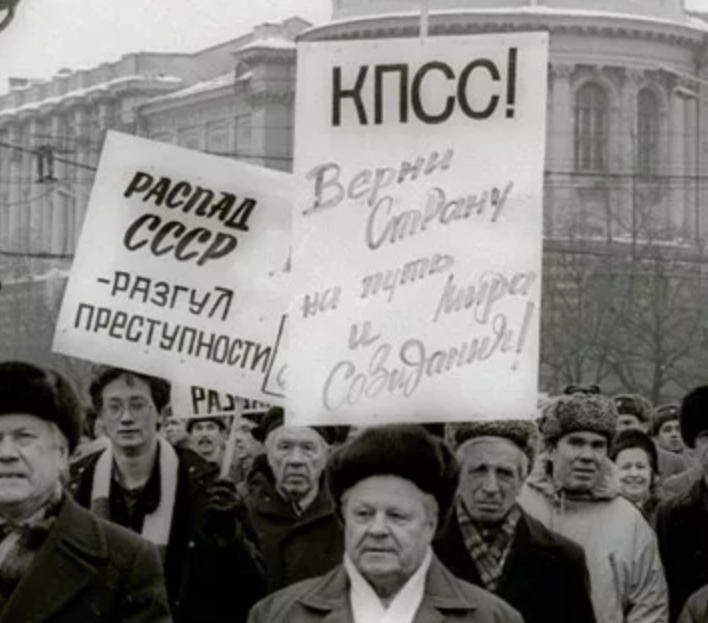 РАСПАД
СССР
-РАЗГУЛ
ПРЕСТУПНОСТИ
КПСС!
Верни
Страну
на путь
Мира
и
Созидания!